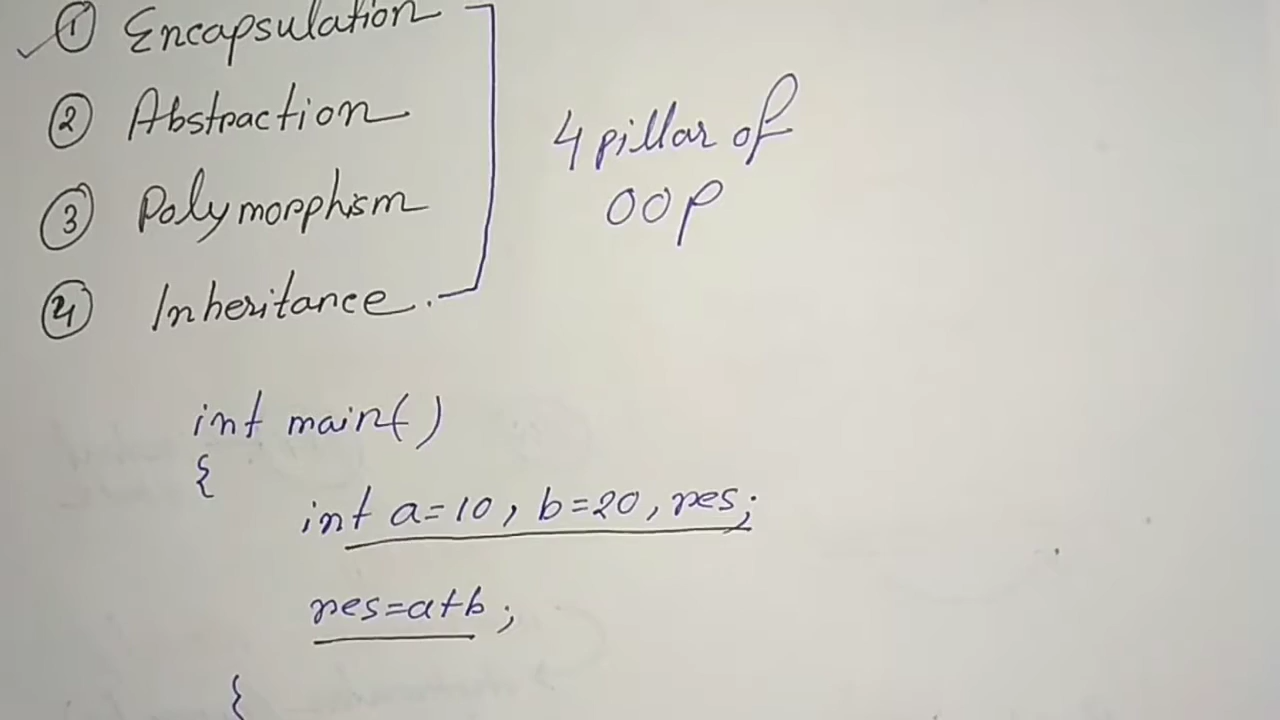 ① Encapsulation
② Abstraction
③ Polymorphism
④ Inheritance.
4 pillar of
OOP
int main()
{
int a=10, b=20, res;
res=a+b;
{